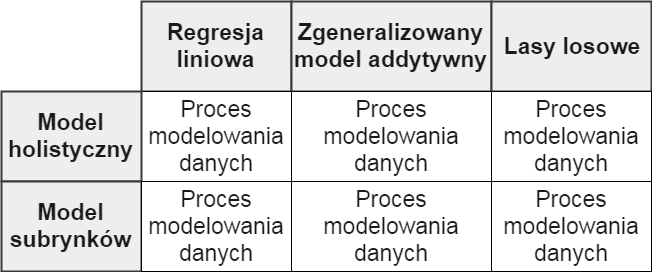 Regresja Zgeneralizowany Lasy losowe
liniowa model addytywny
Model Proces Proces Proces
holistyczny modelowania modelowania modelowania
danych danych danych
Model Proces Proces Proces
subrynków modelowania modelowania modelowania
danych danych danych